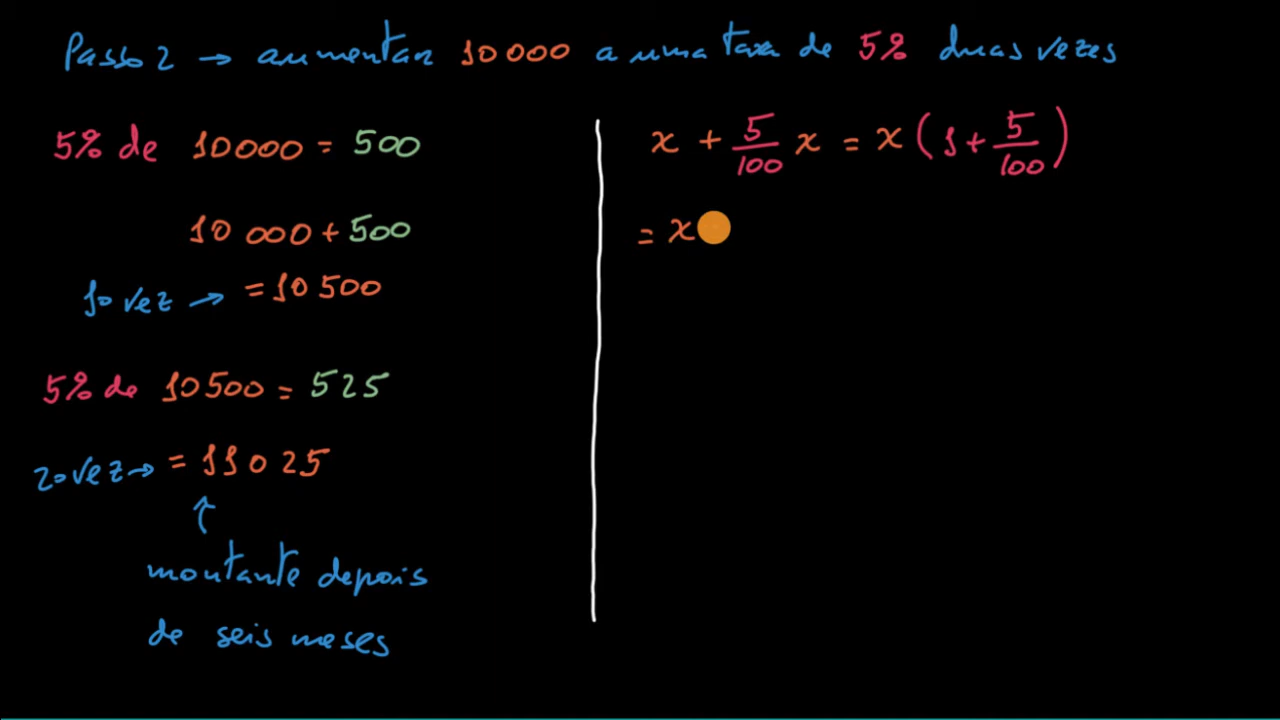 Passo 2 → aumentar 10 000 a uma taxa de 5% duas vezes
5% de 10000 = 500
10 000 + 500
1o vez → = 10 500
5% de 10500 = 525
2o vez → = 11 025
↑
montante depois
de seis meses
x + 5/100 x = x (1 + 5/100)
= x